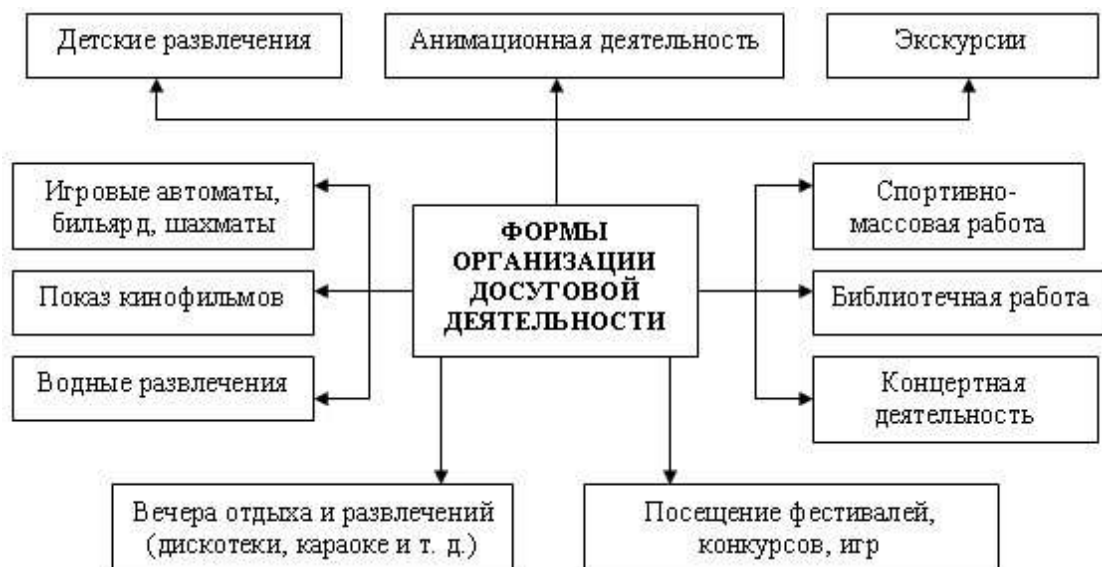 Детские развлечения
Анимационная деятельность
Экскурсии
Игровые автоматы,
бильярд, шахматы
Показ кинофильмов
Водные развлечения
ФОРМЫ
ОРГАНИЗАЦИИ
ДОСУГОВОЙ
ДЕЯТЕЛЬНОСТИ
Спортивно-
массовая работа
Библиотечная работа
Концертная
деятельность
Вечера отдыха и развлечений
(дискотеки, караоке и т. д.)
Посещение фестивалей,
конкурсов, игр